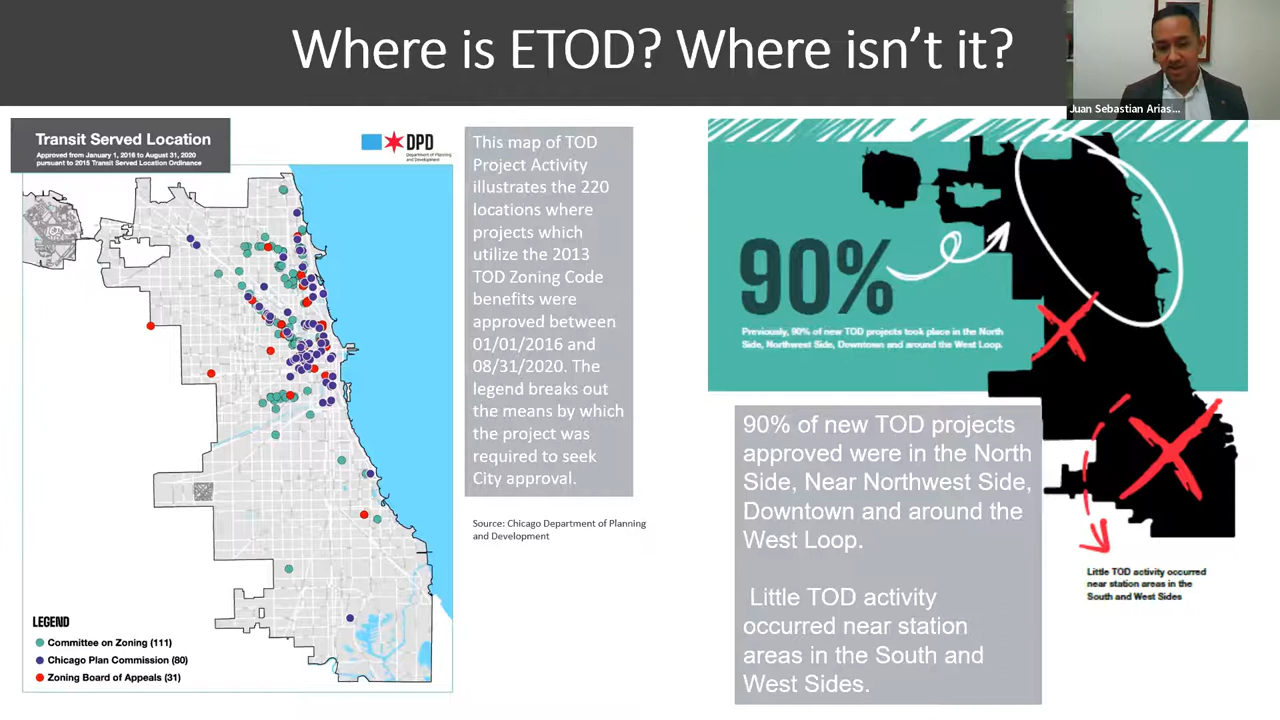 Where is ETOD? Where isn't it?
Juan Sebastian Arias...
Transit Served Location
Approved from January 1, 2016 to August 31, 2020
pursuant to 2015 Transit Served Location Ordinance
DPD
Department of Planning
and Development
This map of TOD
Project Activity
illustrates the 220
locations where
projects which
utilize the 2013
TOD Zoning Code
benefits were
approved between
01/01/2016 and
08/31/2020. The
legend breaks out
the means by which
the project was
required to seek
City approval.
Source: Chicago Department of Planning
and Development
LEGEND
Committee on Zoning (111)
Chicago Plan Commission (80)
Zoning Board of Appeals (31)
90%
Previously, 90% of new TOD projects took place in the North
Side, Northwest Side, Downtown and around the West Loop.
90% of new TOD projects
approved were in the North
Side, Near Northwest Side,
Downtown and around the
West Loop.
Little TOD activity
occurred near station
areas in the South and
West Sides.
Little TOD activity occurred
near station areas in the
South and West Sides